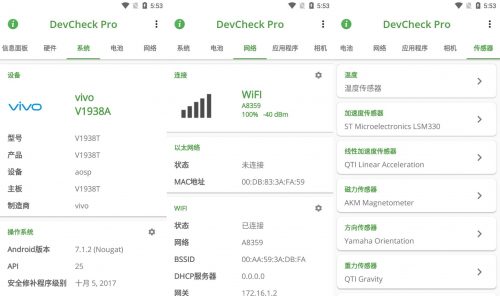 5:53
DevCheck Pro
信息面板 硬件 系统 电池 网络
设备
vivo
vivo
V1938A
型号 V1938T
产品 V1938T
设备 aosp
主板 V1938T
制造商 vivo
操作系统
Android版本 7.1.2 (Nougat)
API 25
安全修补程序级别 十月 5, 2017
5:53
DevCheck Pro
系统 电池 网络 应用程序 相机
连接
WiFi
A8359
100% -40 dBm
以太网络
状态 未连接
MAC地址 00:DB:83:3A:FA:59
WIFI
状态 已连接
网络 A8359
BSSID 00:AA:59:3A:DB:FA
DHCP服务器 0.0.0.0
网关 172.16.1.2
5:53
DevCheck Pro
电池 网络 应用程序 相机 传感器
温度
温度传感器
加速度传感器
ST Microelectronics LSM330
线性加速度传感器
QTI Linear Acceleration
磁力传感器
AKM Magnetometer
方向传感器
Yamaha Orientation
重力传感器
QTI Gravity